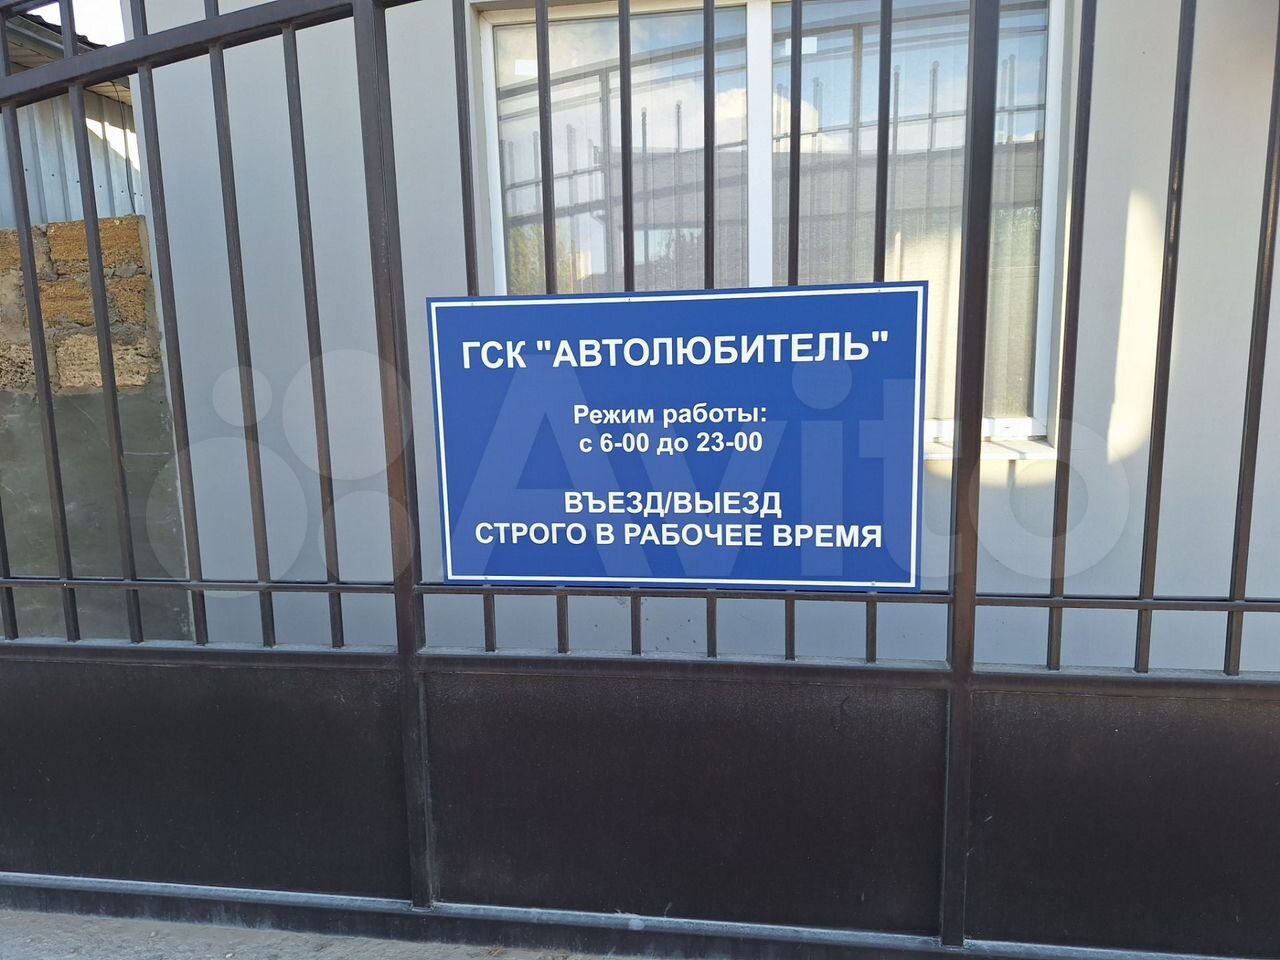 ГСК "АВТОЛЮБИТЕЛЬ"
Режим работы:
с 6-00 до 23-00
ВЪЕЗД/ВЫЕЗД
СТРОГО В РАБОЧЕЕ ВРЕМЯ
Avito